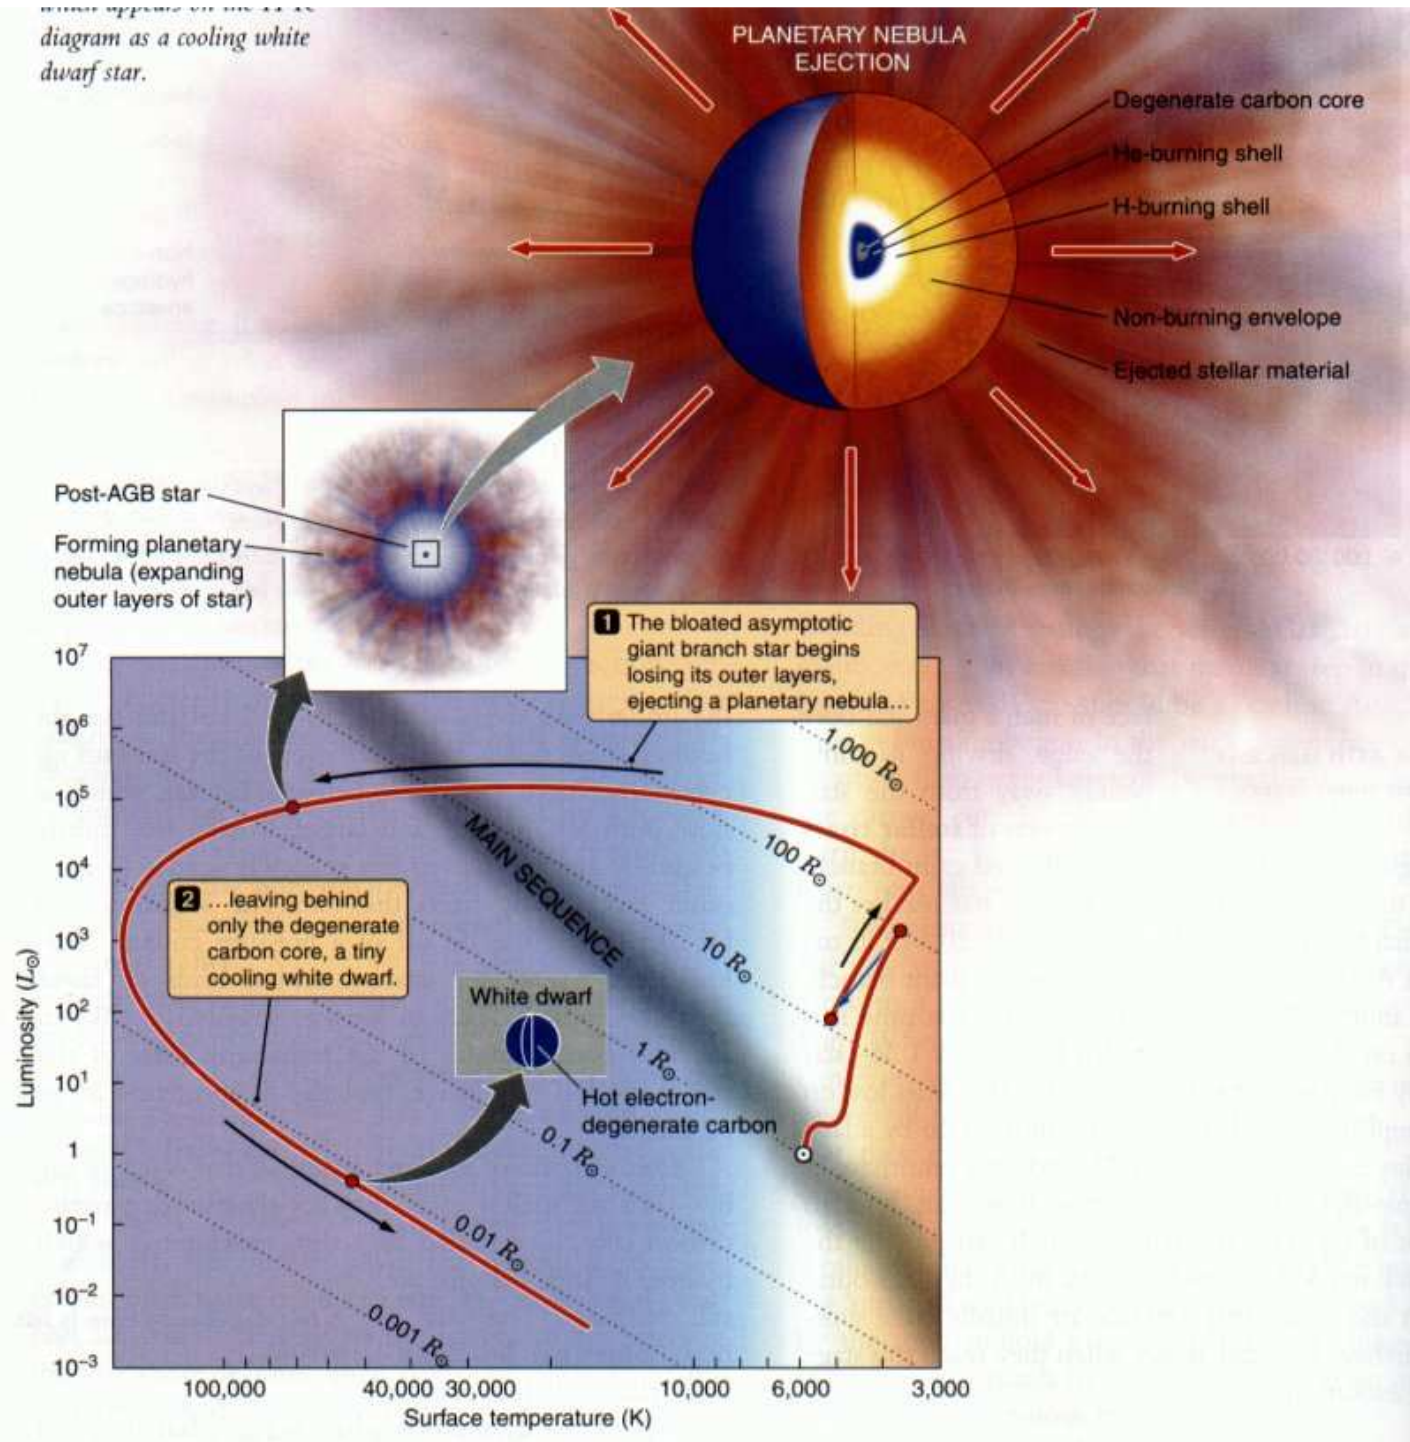 which appears on the H–R
diagram as a cooling white
dwarf star.
PLANETARY NEBULA
EJECTION
Degenerate carbon core
He-burning shell
H-burning shell
Non-burning envelope
Ejected stellar material
Post-AGB star
Forming planetary
nebula (expanding
outer layers of star)
1 The bloated asymptotic
giant branch star begins
losing its outer layers,
ejecting a planetary nebula…
10⁷
10⁶
10⁵
10⁴
10³
10²
10¹
1
10⁻¹
10⁻²
10⁻³
Luminosity (L☉)
1,000 R☉
100 R☉
10 R☉
1 R☉
0.1 R☉
0.01 R☉
0.001 R☉
MAIN SEQUENCE
2 …leaving behind
only the degenerate
carbon core, a tiny
cooling white dwarf.
White dwarf
Hot electron-
degenerate carbon
100,000 40,000 30,000 10,000 6,000 3,000
Surface temperature (K)